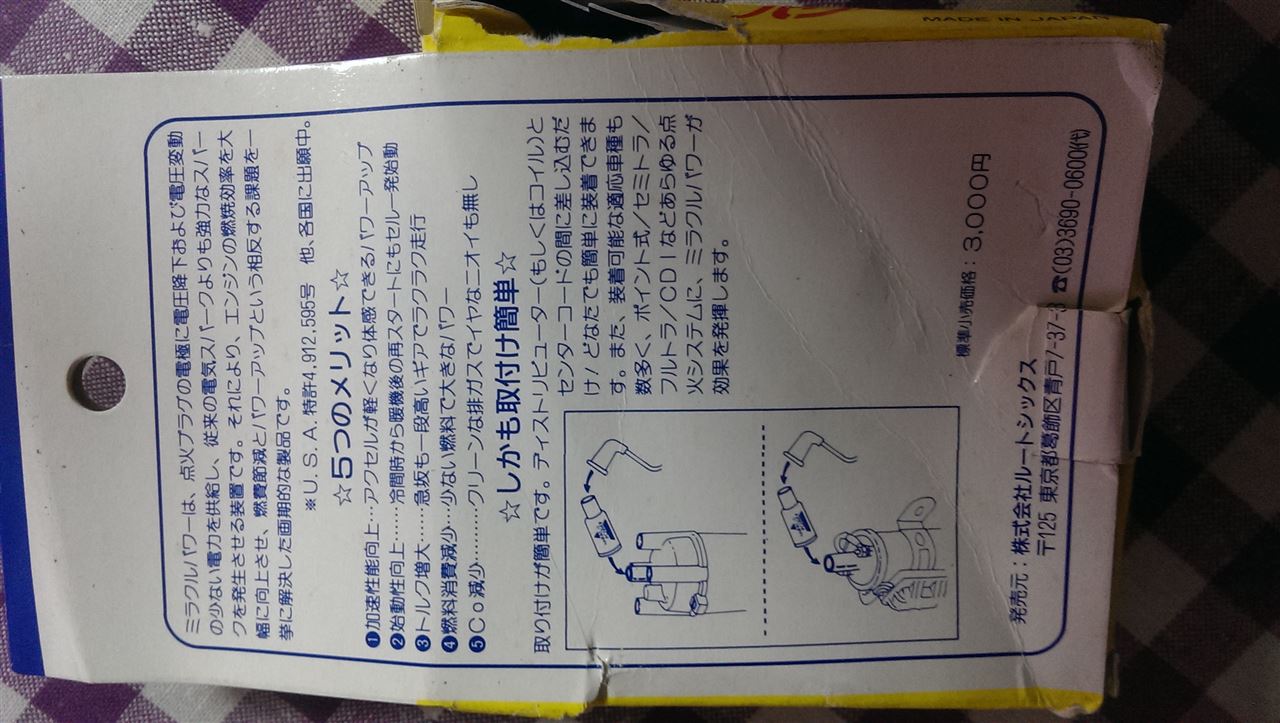 MADE IN JAPAN
ミラクルパワーは、点火プラグの電極に電圧降下および電圧変動
の少ない電力を供給し、従来の電気スパークよりも強力なスパー
クを発生させる装置です。それにより、エンジンの燃焼効率を大
幅に向上させ、燃費節減とパワーアップという相反する課題を一
挙に解決した画期的な製品です。
※U.S.A.特許4,912,595号 他、各国に出願中。
☆5つのメリット☆
❶加速性能向上‥アクセルが軽くなり体感できるパワーアップ
❷始動性向上……冷間時から暖機後の再スタートにもセル一発始動
❸トルク増大……急坂も一段高いギアでラクラク走行
❹燃料消費減少…少ない燃料で大きなパワー
❺Co減少………クリーンな排ガスでイヤなニオイも無し
☆しかも取付け簡単☆
取り付けが簡単です。ディストリビューター(もしくはコイル)と
センターコードの間に差し込むだ
け!どなたでも簡単に装着できま
す。また、装着可能な適応車種も
数多く、ポイント式/セミトラ/
フルトラ/CDIなどあらゆる点
火システムに、ミラクルパワーが
効果を発揮します。
標準小売価格:3,000円
発売元:株式会社ルートシックス
〒125 東京都葛飾区青戸7-37-3 ☎(03)3690-0600(代)